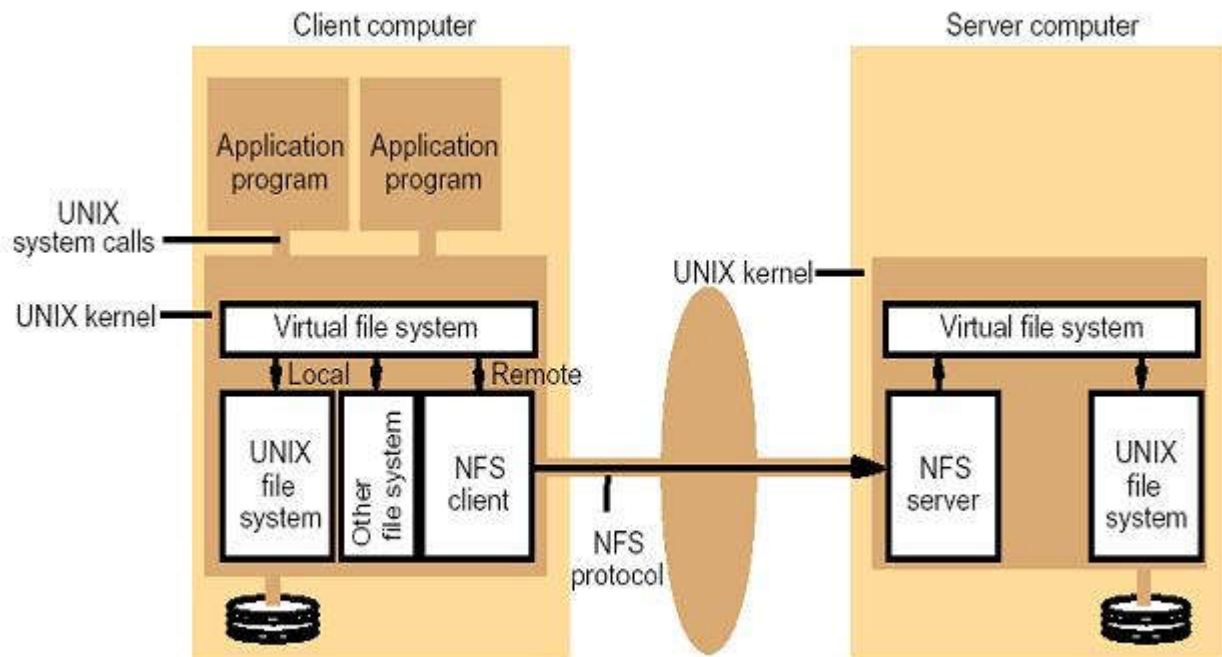 Client computer
Server computer
Application
program
Application
program
UNIX
system calls
UNIX kernel
UNIX kernel
Virtual file system
Virtual file system
Local
Remote
UNIX
file
system
Other
file system
NFS
client
NFS
protocol
NFS
server
UNIX
file
system